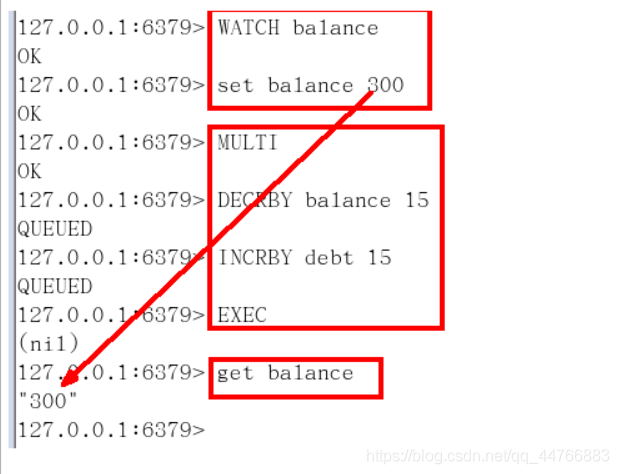 127.0.0.1:6379> WATCH balance
OK
127.0.0.1:6379> set balance 300
OK
127.0.0.1:6379> MULTI
OK
127.0.0.1:6379> DECRBY balance 15
QUEUED
127.0.0.1:6379> INCRBY debt 15
QUEUED
127.0.0.1:6379> EXEC
(nil)
127.0.0.1:6379> get balance
"300"
127.0.0.1:6379>
https://blog.csdn.net/qq_44766883